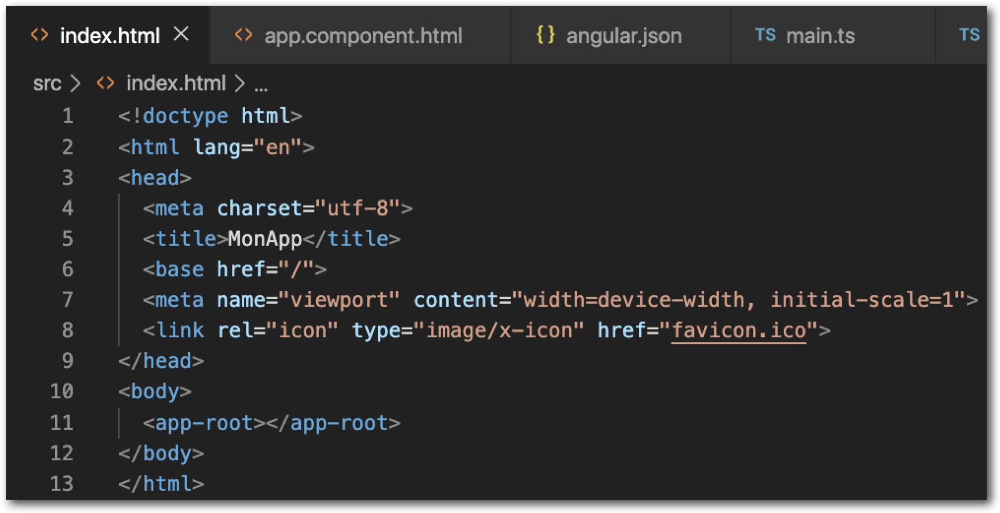 <> index.html × <> app.component.html {} angular.json TS main.ts TS
src > <> index.html > ...
1 <!doctype html>
2 <html lang="en">
3 <head>
4   <meta charset="utf-8">
5   <title>MonApp</title>
6   <base href="/">
7   <meta name="viewport" content="width=device-width, initial-scale=1">
8   <link rel="icon" type="image/x-icon" href="favicon.ico">
9 </head>
10 <body>
11   <app-root></app-root>
12 </body>
13 </html>